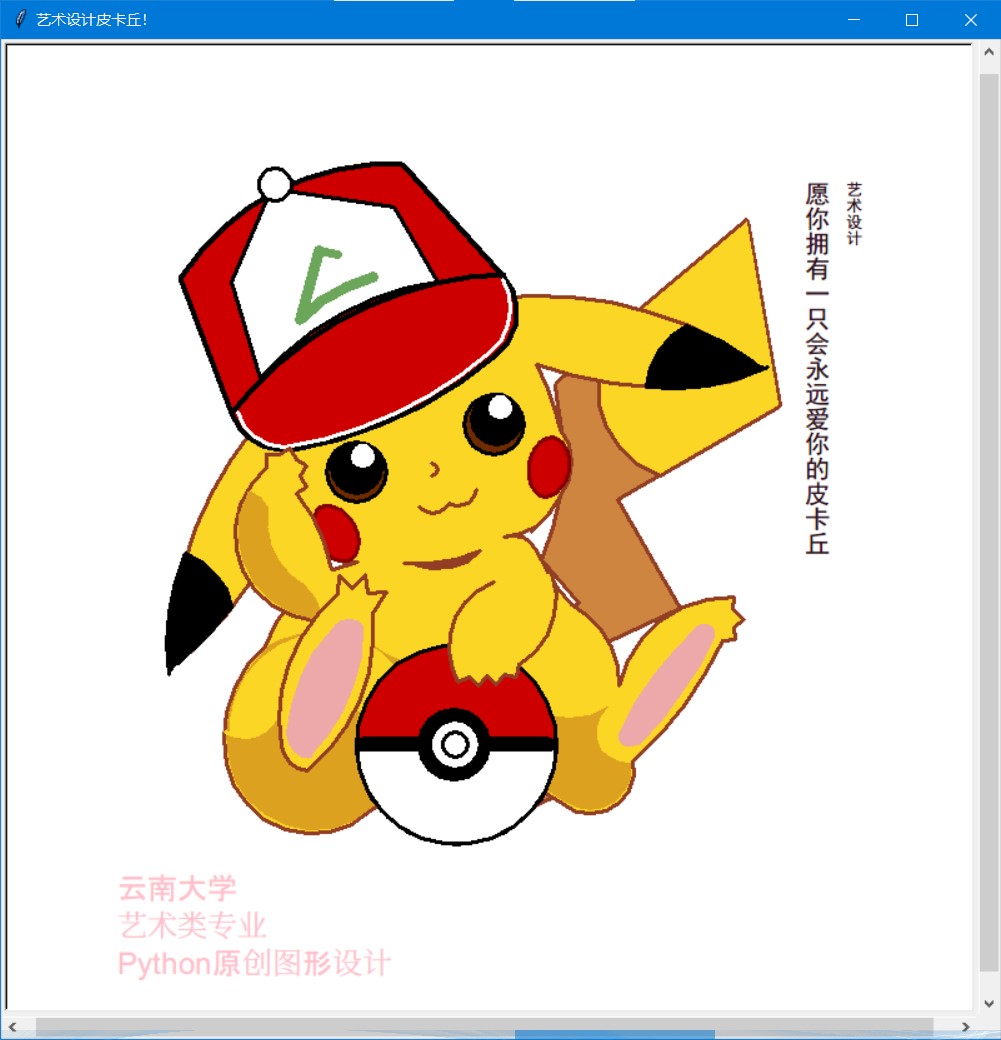 艺术设计皮卡丘!
艺术设计
愿你拥有一只会永远爱你的皮卡丘
云南大学
艺术类专业
Python原创图形设计